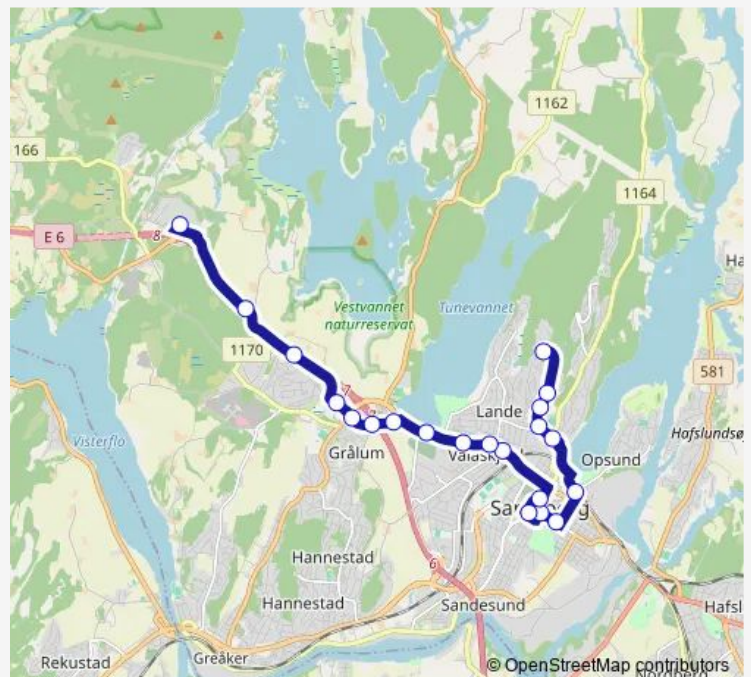 1162
166
1164
E 6
8
Ha
Vestvannet
naturreservat
Tunevannet
1170
581
Lande
Hafslundsø
Visterflo
Grålum
Opsund
Hannestad
6
Hannestad
Sandesund
Hafsl
Greåker
Rekustad
© OpenStreetMap contributors